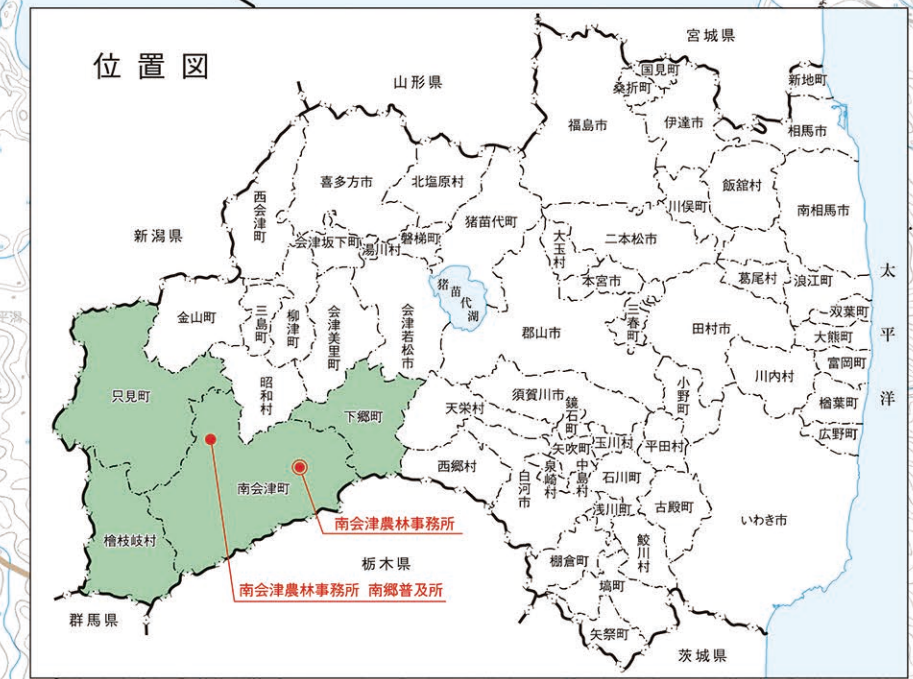 位置図
宮城県
山形県
国見町
桑折町
新地町
福島市
伊達市
相馬市
喜多方市
北塩原村
飯舘村
西会津町
猪苗代町
川俣町
南相馬市
新潟県
会津坂下町
湯川村
磐梯町
大玉村
二本松市
太平洋
猪苗代湖
本宮市
葛尾村
浪江町
金山町
三島町
柳津町
会津美里町
会津若松市
三春町
双葉町
郡山市
田村市
大熊町
富岡町
川内村
只見町
昭和村
下郷町
天栄村
須賀川市
鏡石町
小野町
楢葉町
広野町
矢吹町
玉川村
平田村
西郷村
白河市
泉崎村
中島村
石川町
南会津町
古殿町
いわき市
浅川町
南会津農林事務所
檜枝岐村
栃木県
棚倉町
鮫川村
南会津農林事務所 南郷普及所
塙町
群馬県
矢祭町
茨城県